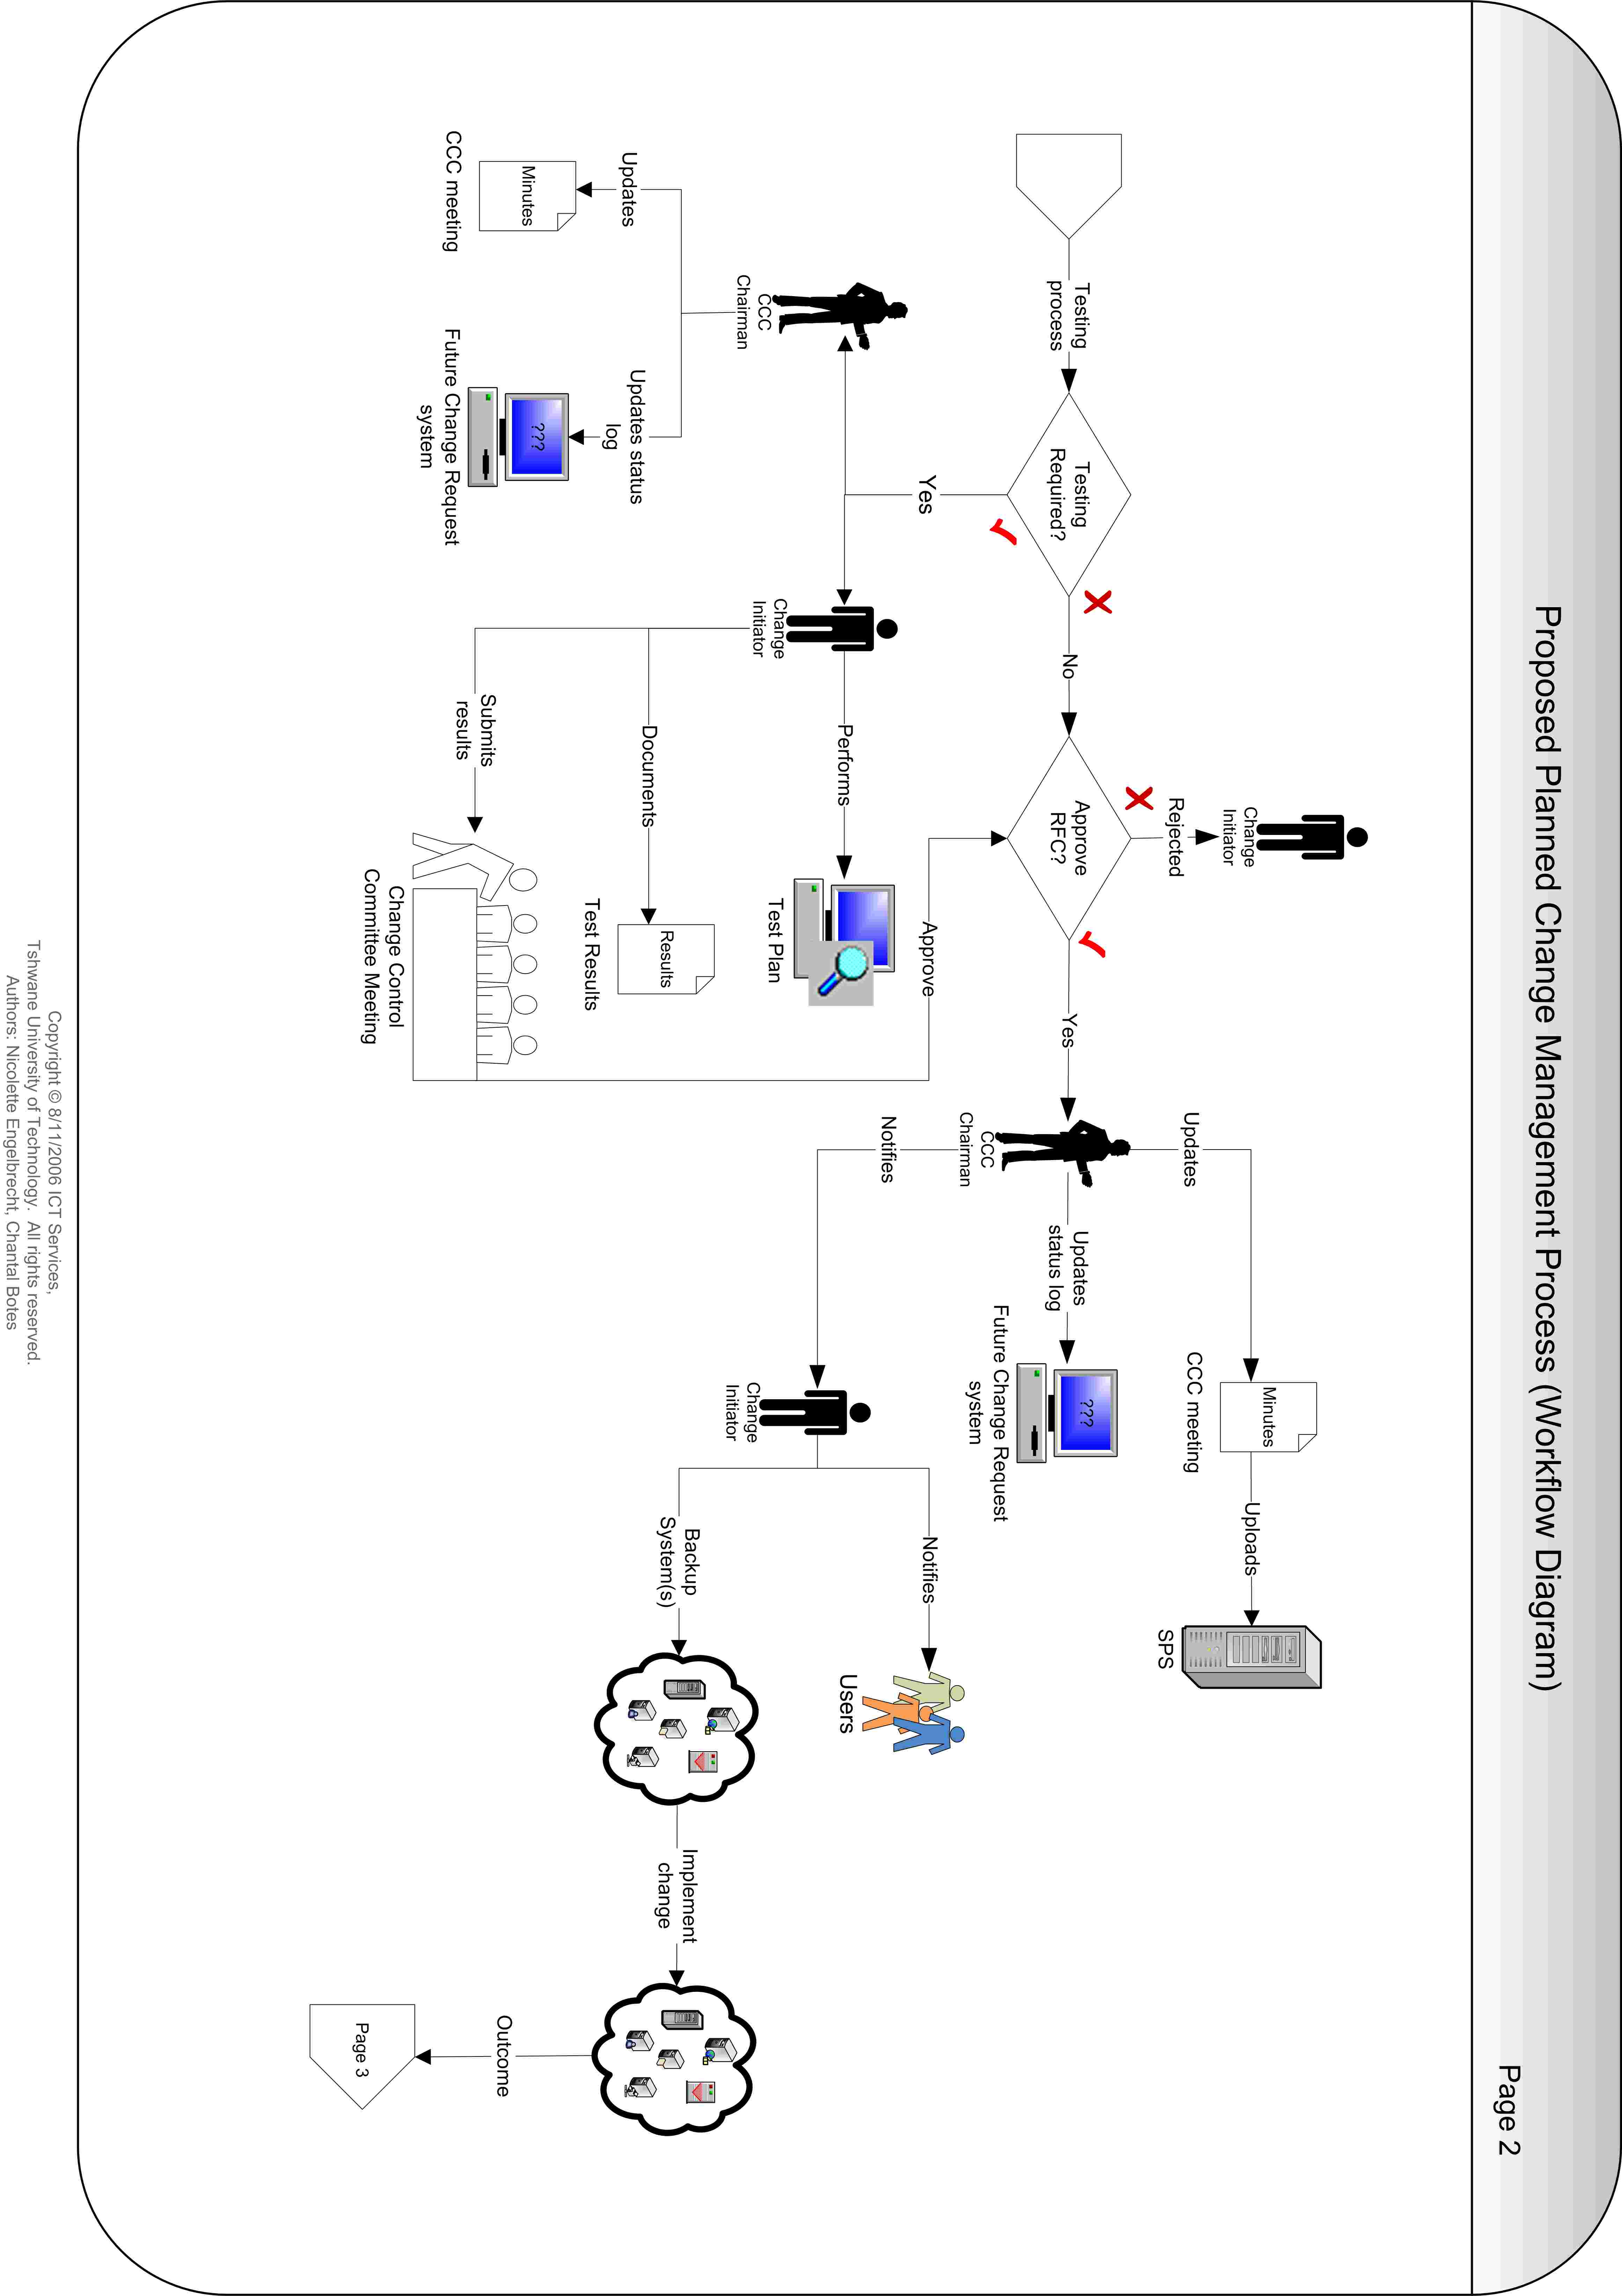 Proposed Planned Change Management Process (Workflow Diagram)
Page 2
Testing
process
Testing
Required?
No
Approve
RFC?
Rejected
Change
Initiator
Yes
CCC
Chairman
Updates
Minutes
CCC meeting
Uploads
SPS
Updates
status log
???
Future Change Request
system
Notifies
Change
Initiator
Notifies
Users
Backup
System(s)
Implement
change
Outcome
Page 3
Yes
CCC
Chairman
Updates
Minutes
CCC meeting
Updates status
log
???
Future Change Request
system
Change
Initiator
Performs
Test Plan
Documents
Results
Test Results
Submits
results
Change Control
Committee Meeting
Approve
Copyright © 8/11/2006 ICT Services,
Tshwane University of Technology.  All rights reserved.
Authors: Nicolette Engelbrecht, Chantal Botes